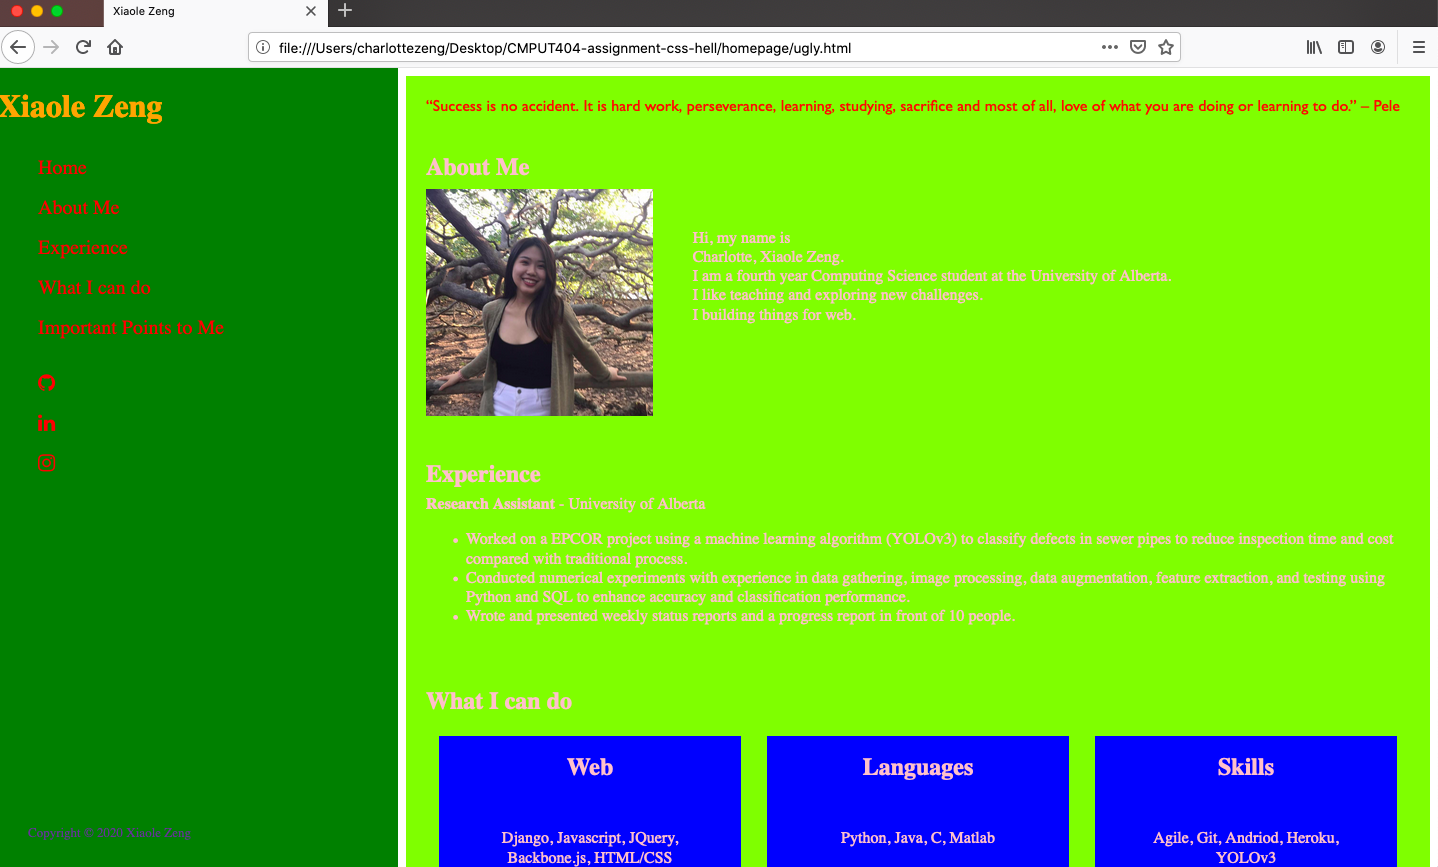 Xiaole Zeng
file:///Users/charlottezeng/Desktop/CMPUT404-assignment-css-hell/homepage/ugly.html
Xiaole Zeng
Home
About Me
Experience
What I can do
Important Points to Me
Copyright © 2020 Xiaole Zeng
“Success is no accident. It is hard work, perseverance, learning, studying, sacrifice and most of all, love of what you are doing or learning to do.” – Pele
About Me
Hi, my name is
Charlotte, Xiaole Zeng.
I am a fourth year Computing Science student at the University of Alberta.
I like teaching and exploring new challenges.
I building things for web.
Experience
Research Assistant - University of Alberta
• Worked on a EPCOR project using a machine learning algorithm (YOLOv3) to classify defects in sewer pipes to reduce inspection time and cost
compared with traditional process.
• Conducted numerical experiments with experience in data gathering, image processing, data augmentation, feature extraction, and testing using
Python and SQL to enhance accuracy and classification performance.
• Wrote and presented weekly status reports and a progress report in front of 10 people.
What I can do
Web
Django, Javascript, JQuery,
Backbone.js, HTML/CSS
Languages
Python, Java, C, Matlab
Skills
Agile, Git, Andriod, Heroku,
YOLOv3